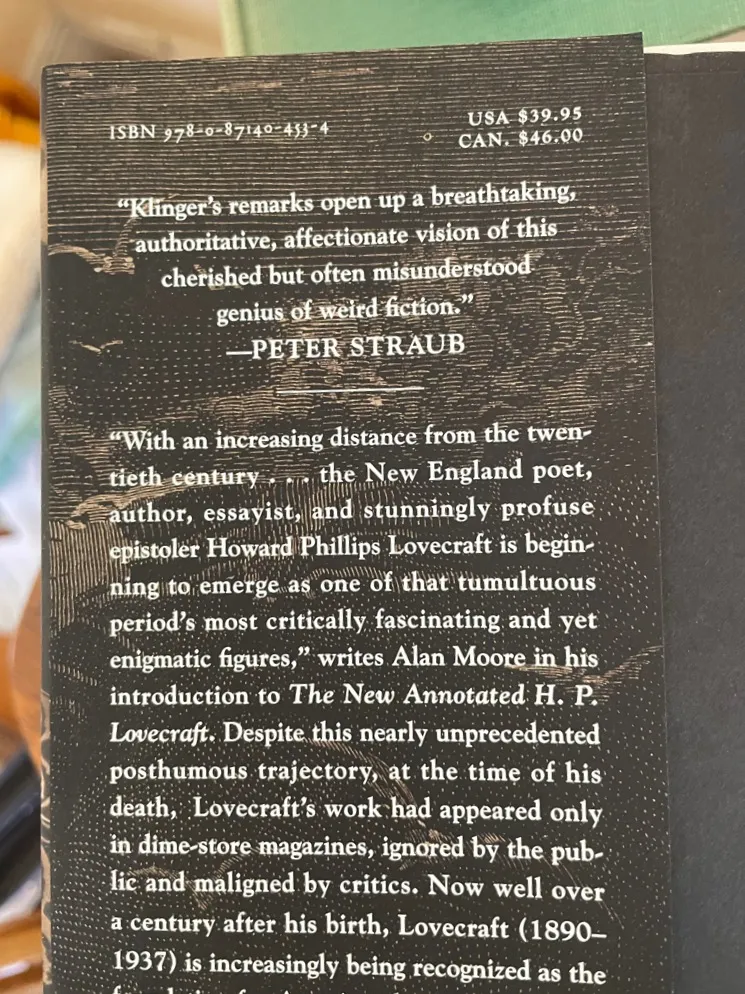 ISBN 978-0-87140-453-4
USA $39.95
CAN. $46.00
“Klinger’s remarks open up a breathtaking,
authoritative, affectionate vision of this
cherished but often misunderstood
genius of weird fiction.”
—PETER STRAUB
“With an increasing distance from the twen-
tieth century . . . the New England poet,
author, essayist, and stunningly profuse
epistoler Howard Phillips Lovecraft is begin-
ning to emerge as one of that tumultuous
period’s most critically fascinating and yet
enigmatic figures,” writes Alan Moore in his
introduction to The New Annotated H. P.
Lovecraft. Despite this nearly unprecedented
posthumous trajectory, at the time of his
death, Lovecraft’s work had appeared only
in dime-store magazines, ignored by the pub-
lic and maligned by critics. Now well over
a century after his birth, Lovecraft (1890–
1937) is increasingly being recognized as the